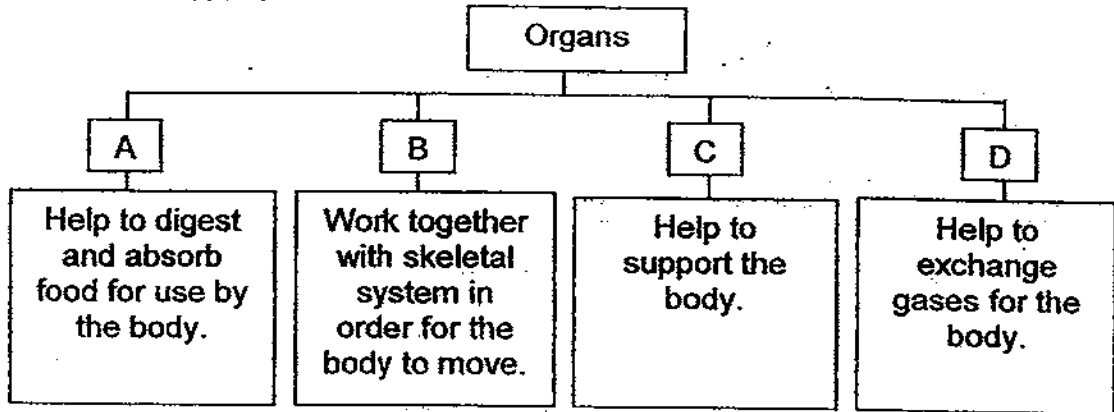 Organs
A
B
C
D
Help to digest
and absorb
food for use by
the body.
Work together
with skeletal
system in
order for the
body to move.
Help to
support the
body.
Help to
exchange
gases for the
body.